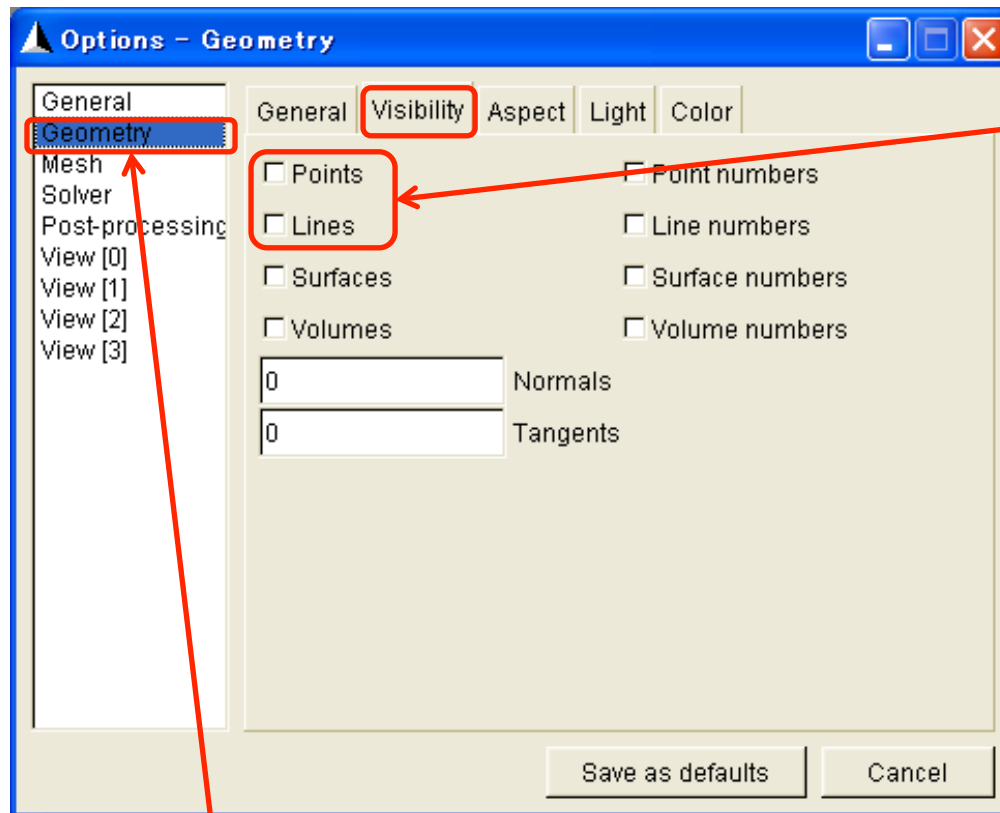 Options - Geometry
General
Geometry
Mesh
Solver
Post-processing
View [0]
View [1]
View [2]
View [3]
General Visibility Aspect Light Color
Points Point numbers
Lines Line numbers
Surfaces Surface numbers
Volumes Volume numbers
0 Normals
0 Tangents
Save as defaults Cancel